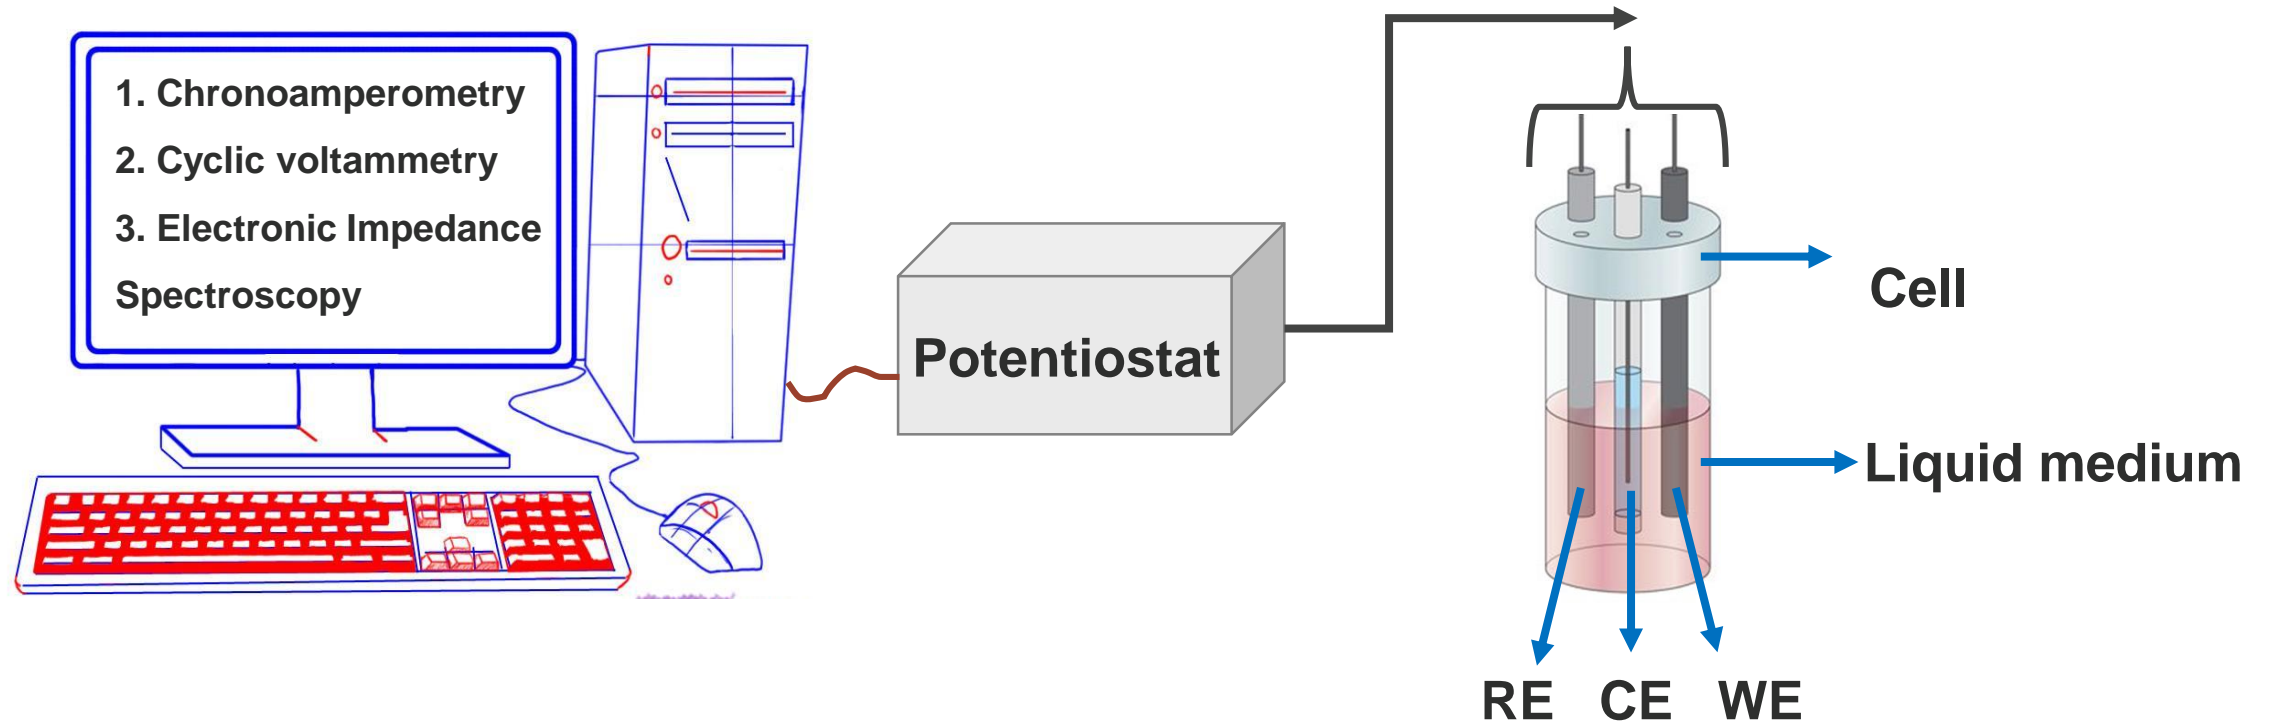 1. Chronoamperometry
2. Cyclic voltammetry
3. Electronic Impedance
Spectroscopy
Potentiostat
Cell
Liquid medium
RE CE WE